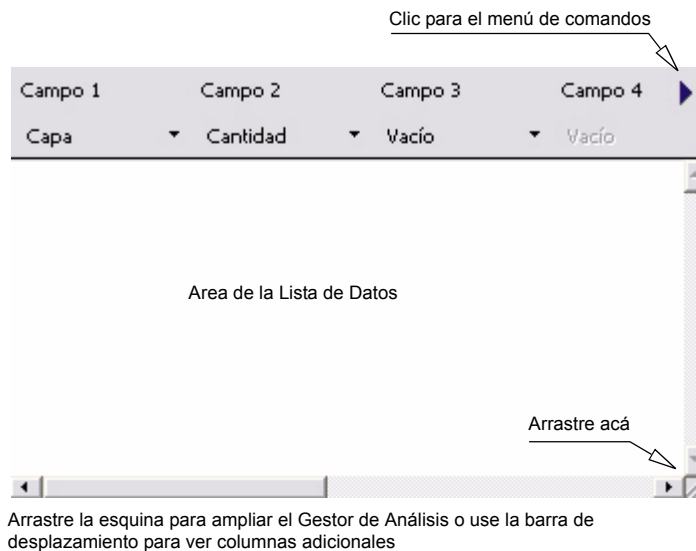 Clic para el menú de comandos
Campo 1 Campo 2 Campo 3 Campo 4
Capa Cantidad Vacío Vacío
Area de la Lista de Datos
Arrastre acá
Arrastre la esquina para ampliar el Gestor de Análisis o use la barra de
desplazamiento para ver columnas adicionales